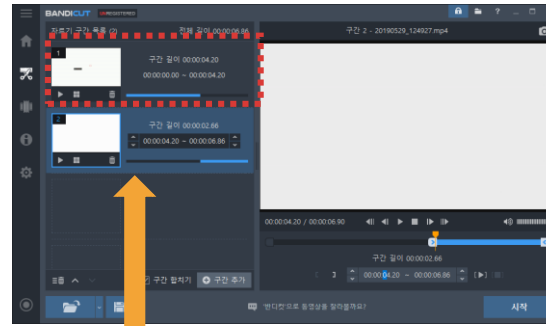 BANDICUT UNREGISTERED
자르기 구간 목록 (2) 전체 길이 00:00:06.86
구간 2 - 20190529_124927.mp4
1
구간 길이 00:00:04.20
00:00:00.00 ~ 00:00:04.20
2
구간 길이 00:00:02.66
00:00:04.20 ~ 00:00:06.86
00:00:04.20 / 00:00:06.90
구간 길이 00:00:02.66
00:00:04.20 ~ 00:00:06.86
구간 합치기 구간 추가
'반디컷'으로 동영상을 잘라볼까요?
시작